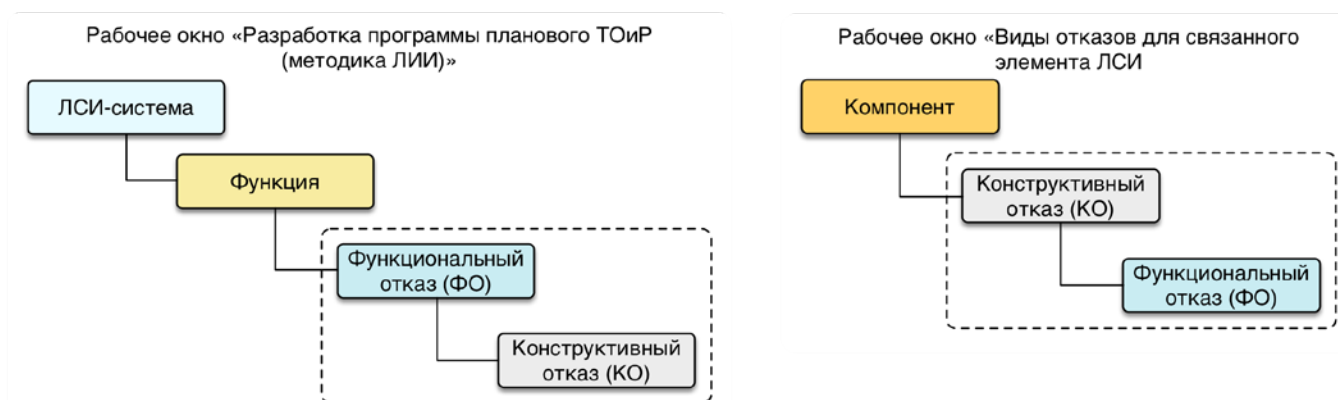 Рабочее окно «Разработка программы планового ТОиР
(методика ЛИИ)»
ЛСИ-система
Функция
Функциональный
отказ (ФО)
Конструктивный
отказ (КО)
Рабочее окно «Виды отказов для связанного
элемента ЛСИ
Компонент
Конструктивный
отказ (КО)
Функциональный
отказ (ФО)